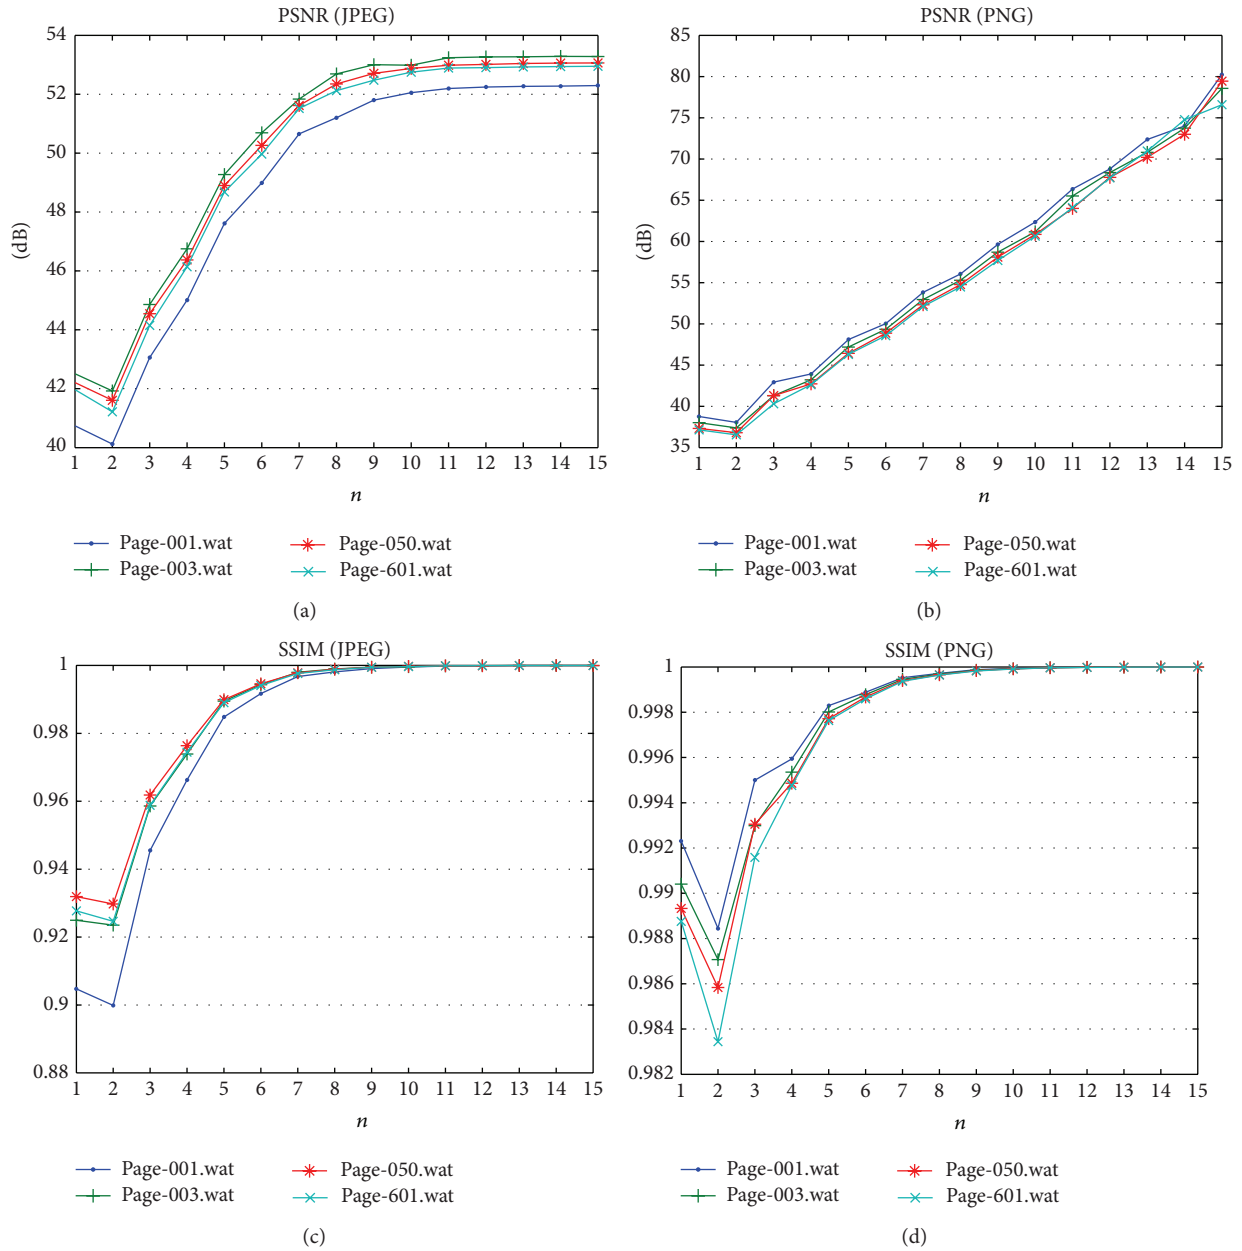 PSNR (JPEG)
54
52
50
48
46
44
42
40
(dB)
1 2 3 4 5 6 7 8 9 10 11 12 13 14 15
n
Page-001.wat
Page-003.wat
Page-050.wat
Page-601.wat
(a)
PSNR (PNG)
85
80
75
70
65
60
55
50
45
40
35
(dB)
1 2 3 4 5 6 7 8 9 10 11 12 13 14 15
n
Page-001.wat
Page-003.wat
Page-050.wat
Page-601.wat
(b)
SSIM (JPEG)
1
0.98
0.96
0.94
0.92
0.9
0.88
1 2 3 4 5 6 7 8 9 10 11 12 13 14 15
n
Page-001.wat
Page-003.wat
Page-050.wat
Page-601.wat
(c)
SSIM (PNG)
1
0.998
0.996
0.994
0.992
0.99
0.988
0.986
0.984
0.982
1 2 3 4 5 6 7 8 9 10 11 12 13 14 15
n
Page-001.wat
Page-003.wat
Page-050.wat
Page-601.wat
(d)